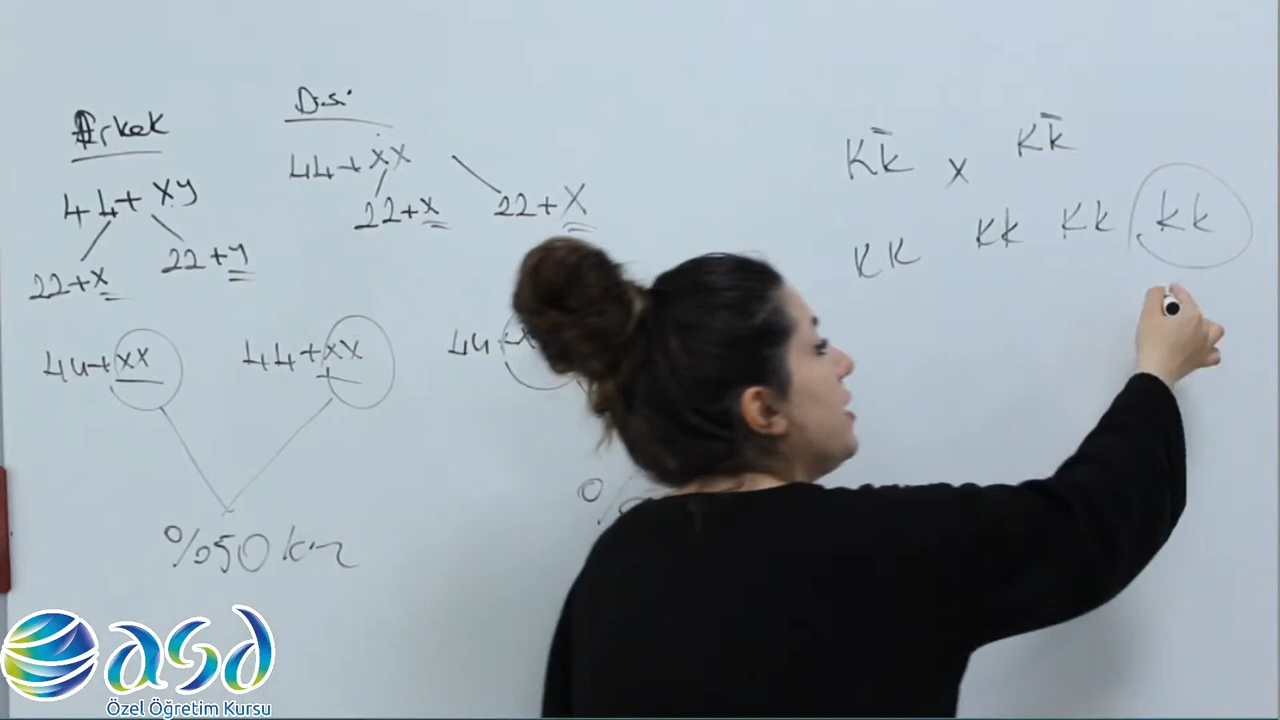 Erkek
44+xy
22+x 22+y
Dişi
44+xx
22+x 22+X
44+xx 44+xx 44+x
%50 kız
%
Kk x Kk
KK Kk Kk kk
asd
Özel Öğretim Kursu